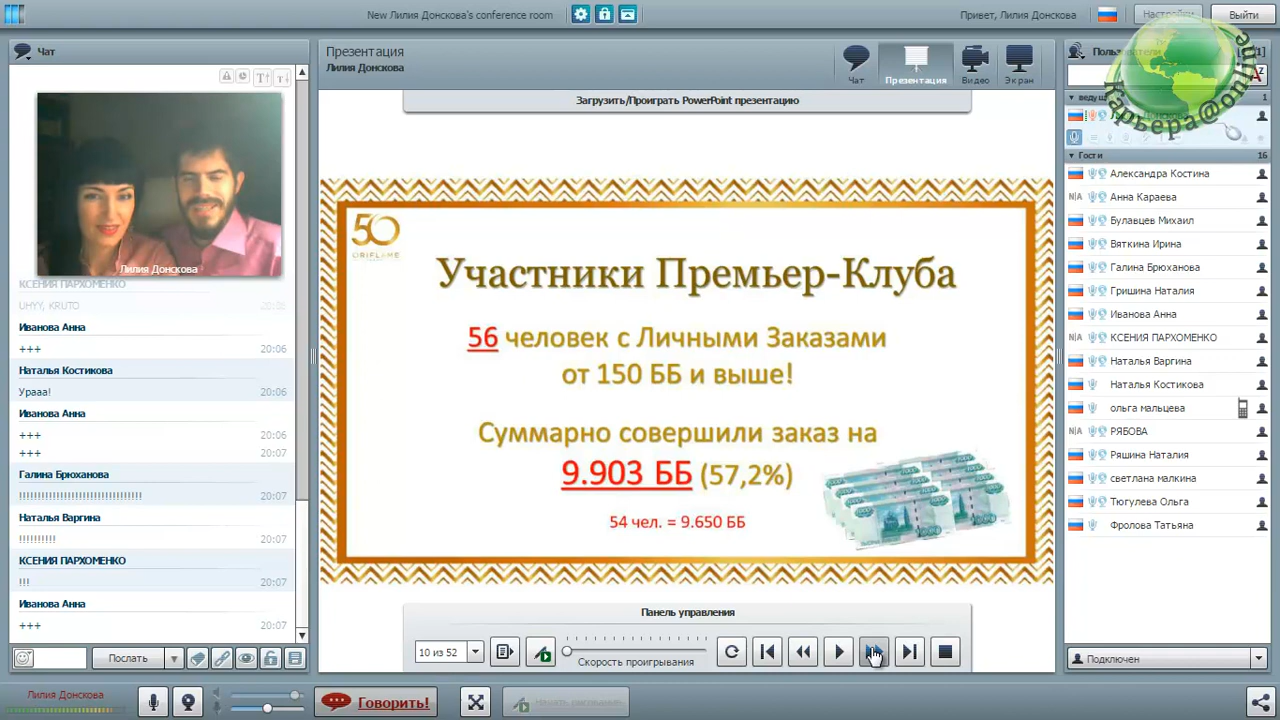 New Лилия Донскова's conference room
Привет, Лилия Донскова
Настройки
Выйти
Чат
Лилия Донскова
КСЕНИЯ ПАРХОМЕНКО
UHYY, KRUTO
Иванова Анна
+++
20:06
Наталья Костикова
Урааа!
20:06
Иванова Анна
+++
20:06
+++
20:07
Галина Брюханова
!!!!!!!!!!!!!!!!!!!!!!!!!!!!!!!!
20:07
Наталья Варгина
!!!!!!!!!!
20:07
КСЕНИЯ ПАРХОМЕНКО
!!!
20:07
Иванова Анна
+++
20:07
Послать
Презентация
Лилия Донскова
Чат
Презентация
Видео
Экран
Загрузить/Проиграть PowerPoint презентацию
50
ORIFLAME
Участники Премьер-Клуба
56 человек с Личными Заказами
от 150 ББ и выше!
Суммарно совершили заказ на
9.903 ББ (57,2%)
54 чел. = 9.650 ББ
Панель управления
10 из 52
Скорость проигрывания
карьера@online
Гости
16
Александра Костина
N/A
Анна Караева
Булавцев Михаил
Вяткина Ирина
Галина Брюханова
Гришина Наталия
Иванова Анна
КСЕНИЯ ПАРХОМЕНКО
Наталья Варгина
Наталья Костикова
ольга мальцева
N/A
РЯБОВА
Ряшина Наталия
светлана малкина
Тюгулева Ольга
Фролова Татьяна
Подключен
Лилия Донскова
Говорить!